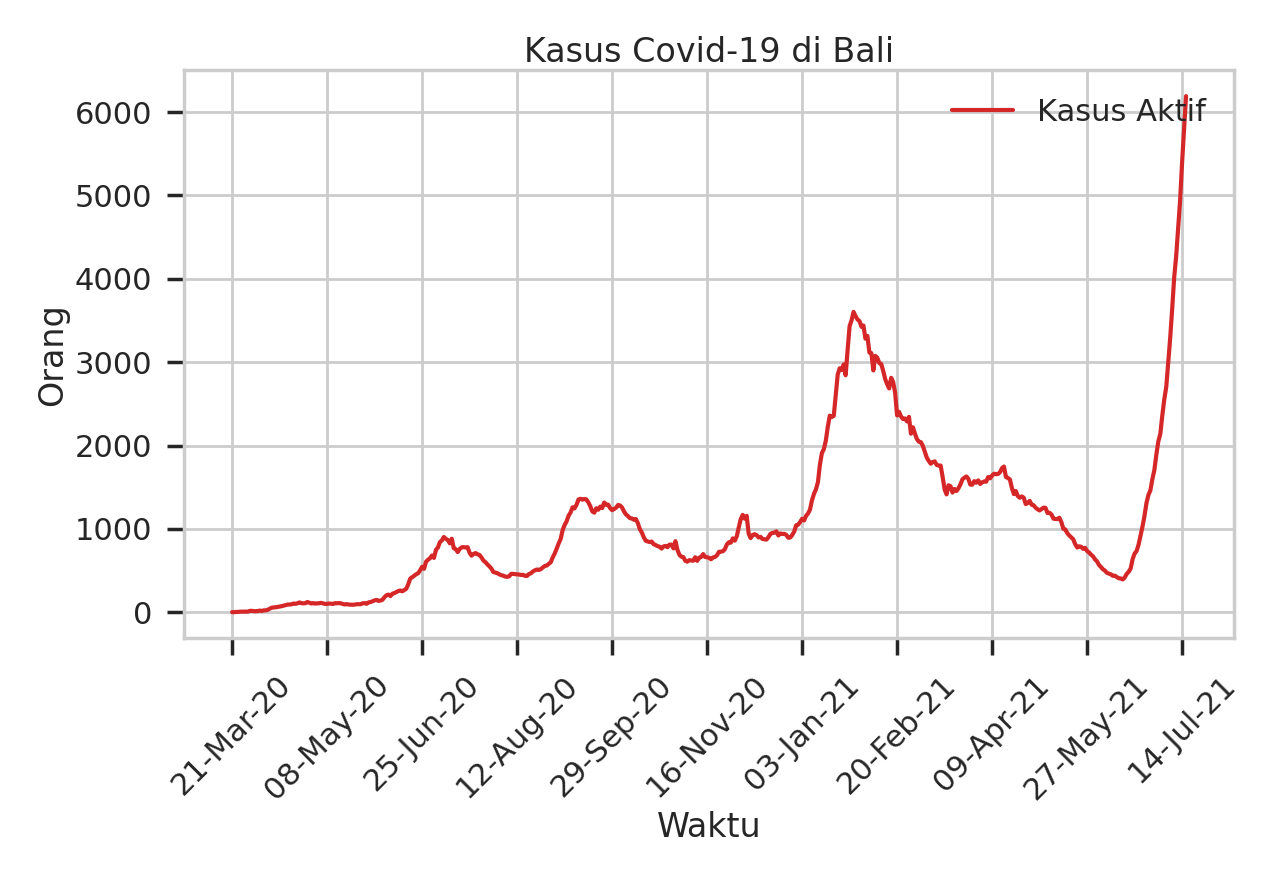 Kasus Covid-19 di Bali
Kasus Aktif
6000
5000
4000
3000
2000
1000
0
Orang
21-Mar-20
08-May-20
25-Jun-20
12-Aug-20
29-Sep-20
16-Nov-20
03-Jan-21
20-Feb-21
09-Apr-21
27-May-21
14-Jul-21
Waktu